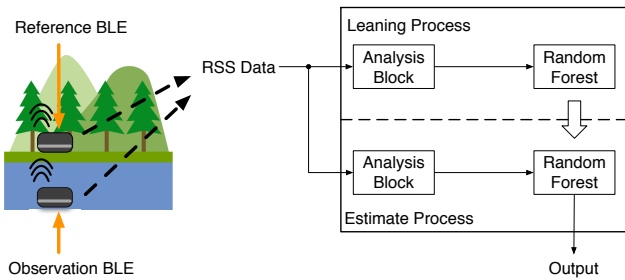 Reference BLE
RSS Data
Leaning Process
Analysis
Block
Random
Forest
Analysis
Block
Random
Forest
Estimate Process
Observation BLE
Output